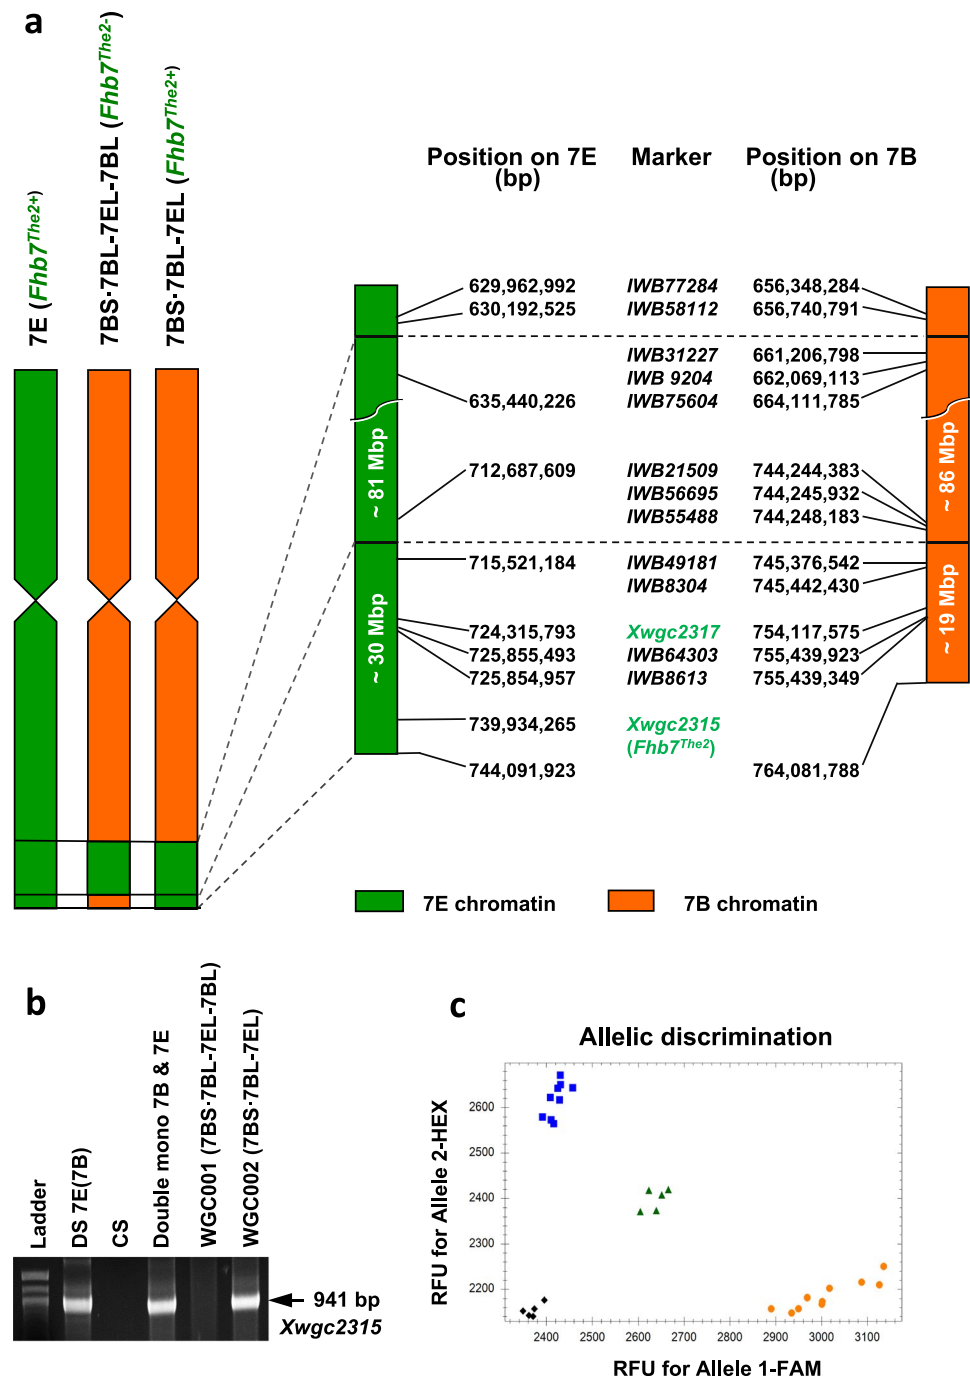 a
7E (Fhb7The2+)
7BS·7BL-7EL-7BL (Fhb7The2-)
7BS·7BL-7EL (Fhb7The2+)
Position on 7E (bp) Marker Position on 7B (bp)
629,962,992 IWB77284 656,348,284
630,192,525 IWB58112 656,740,791
IWB31227 661,206,798
IWB 9204 662,069,113
635,440,226 IWB75604 664,111,785
712,687,609 IWB21509 744,244,383
IWB56695 744,245,932
IWB55488 744,248,183
715,521,184 IWB49181 745,376,542
IWB8304 745,442,430
724,315,793 Xwgc2317 754,117,575
725,855,493 IWB64303 755,439,923
725,854,957 IWB8613 755,439,349
739,934,265 Xwgc2315
(Fhb7The2)
744,091,923 764,081,788
~ 81 Mbp
~ 30 Mbp
~ 86 Mbp
~ 19 Mbp
7E chromatin 7B chromatin
b
Ladder
DS 7E(7B)
CS
Double mono 7B & 7E
WGC001 (7BS·7BL-7EL-7BL)
WGC002 (7BS·7BL-7EL)
941 bp
Xwgc2315
c
Allelic discrimination
RFU for Allele 2-HEX
2600
2500
2400
2300
2200
2400 2500 2600 2700 2800 2900 3000 3100
RFU for Allele 1-FAM